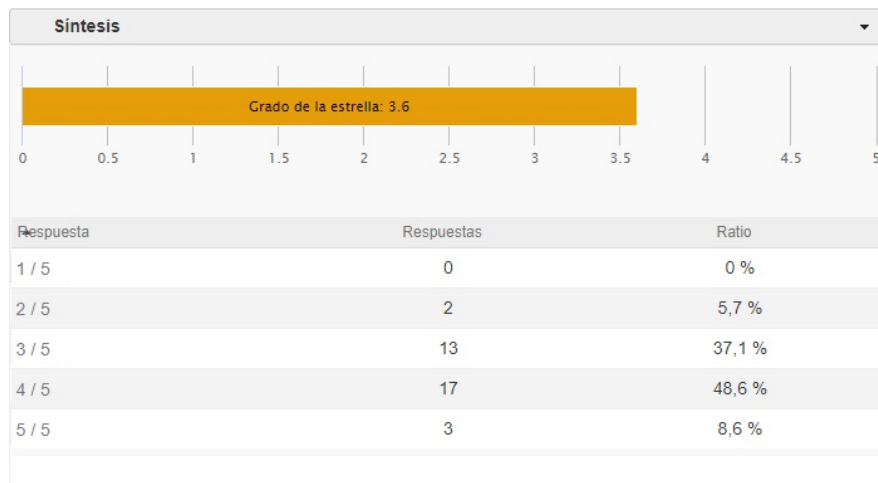 Síntesis
Grado de la estrella: 3.6
0 0.5 1 1.5 2 2.5 3 3.5 4 4.5 5
Respuesta Respuestas Ratio
1 / 5 0 0 %
2 / 5 2 5,7 %
3 / 5 13 37,1 %
4 / 5 17 48,6 %
5 / 5 3 8,6 %